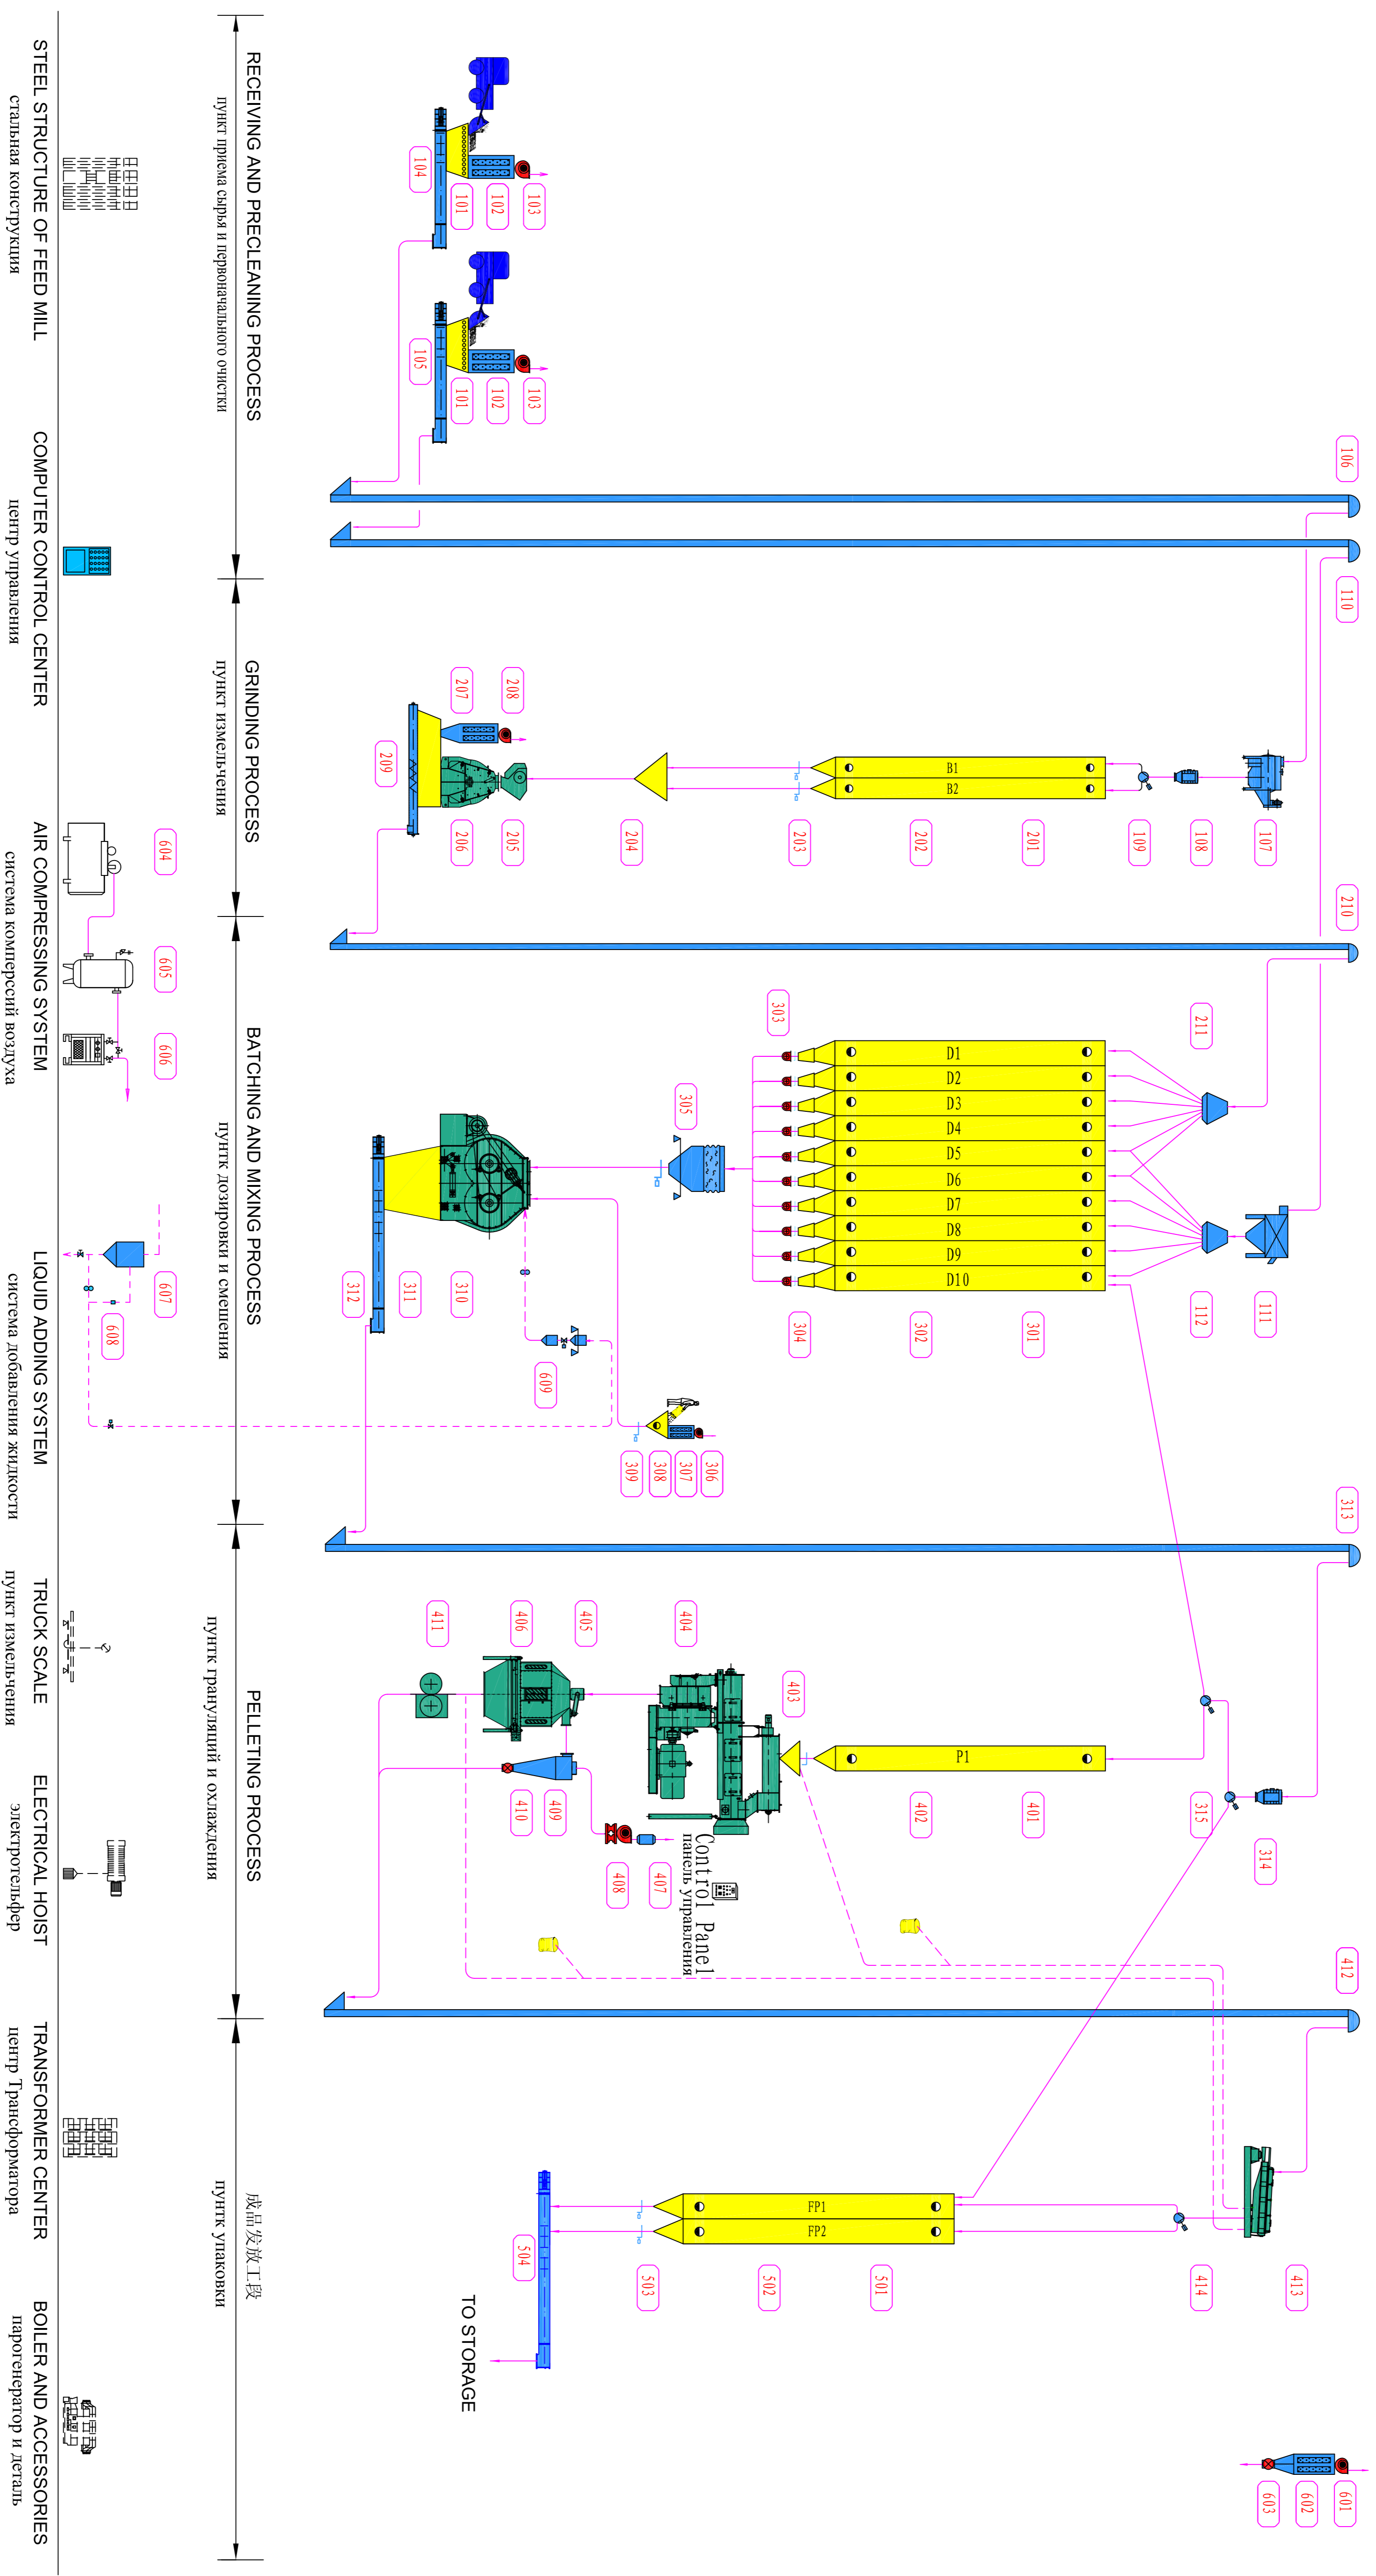 106
110
210
313
412
601
602
603
107
108
109
111
112
211
314
315
413
414
B1
B2
201
202
203
204
D1
D2
D3
D4
D5
D6
D7
D8
D9
D10
301
302
303
304
305
P1
401
402
403
FP1
FP2
501
502
503
504
TO STORAGE
103
102
101
104
103
102
101
105
208
207
205
206
209
306
307
308
309
310
311
312
609
404
405
406
411
407
408
409
410
Control Panel
панель управления
RECEIVING AND PRECLEANING PROCESS
пункт приема сырья и первоначального очистки
GRINDING PROCESS
пункт измельчения
BATCHING AND MIXING PROCESS
пунтк дозировки и смешения
PELLETING PROCESS
пунтк грануляций и охлаждения
成品发放工段
пунтк упаковки
604
605
606
607
608
STEEL STRUCTURE OF FEED MILL
стальная конструкция
COMPUTER CONTROL CENTER
центр управления
AIR COMPRESSING SYSTEM
система комперссий воздуха
LIQUID ADDING SYSTEM
система добавления жидкости
TRUCK SCALE
пункт измельчения
ELECTRICAL HOIST
электротельфер
TRANSFORMER CENTER
центр Трансформатора
BOILER AND ACCESSORIES
парогенератор и деталь